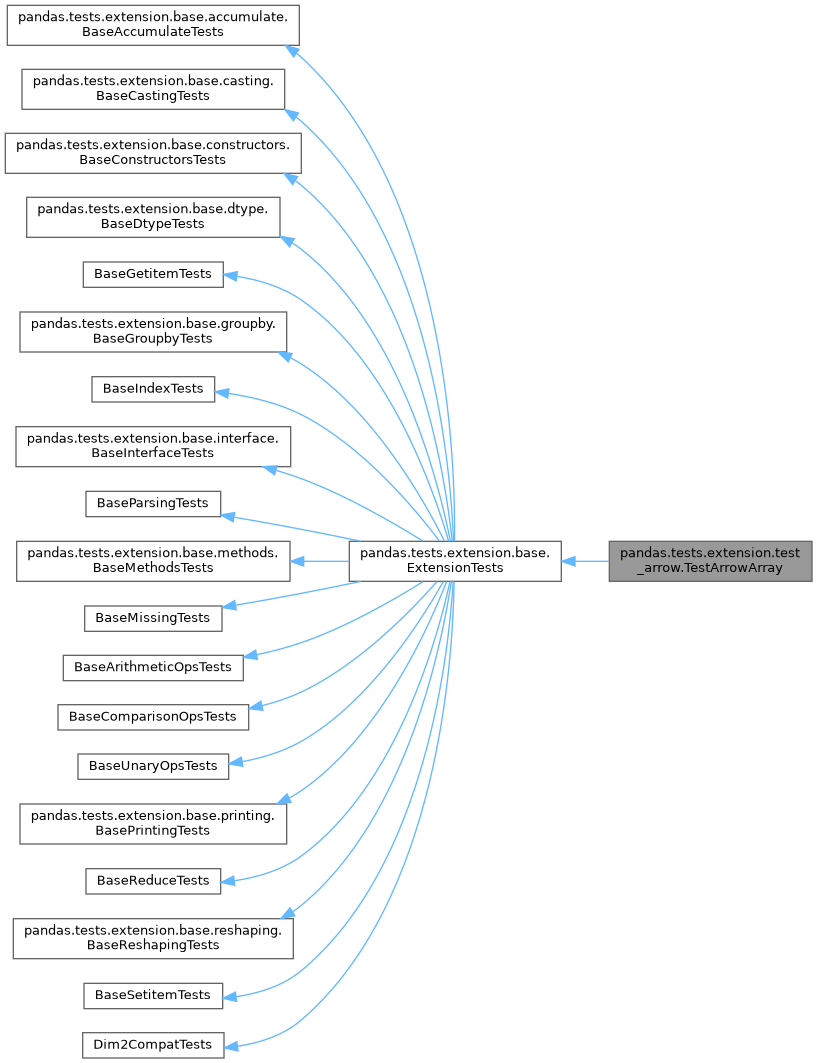 pandas.tests.extension.base.accumulate.
BaseAccumulateTests
pandas.tests.extension.base.casting.
BaseCastingTests
pandas.tests.extension.base.constructors.
BaseConstructorsTests
pandas.tests.extension.base.dtype.
BaseDtypeTests
BaseGetitemTests
pandas.tests.extension.base.groupby.
BaseGroupbyTests
BaseIndexTests
pandas.tests.extension.base.interface.
BaseInterfaceTests
BaseParsingTests
pandas.tests.extension.base.methods.
BaseMethodsTests
pandas.tests.extension.base.
ExtensionTests
pandas.tests.extension.test
_arrow.TestArrowArray
BaseMissingTests
BaseArithmeticOpsTests
BaseComparisonOpsTests
BaseUnaryOpsTests
pandas.tests.extension.base.printing.
BasePrintingTests
BaseReduceTests
pandas.tests.extension.base.reshaping.
BaseReshapingTests
BaseSetitemTests
Dim2CompatTests